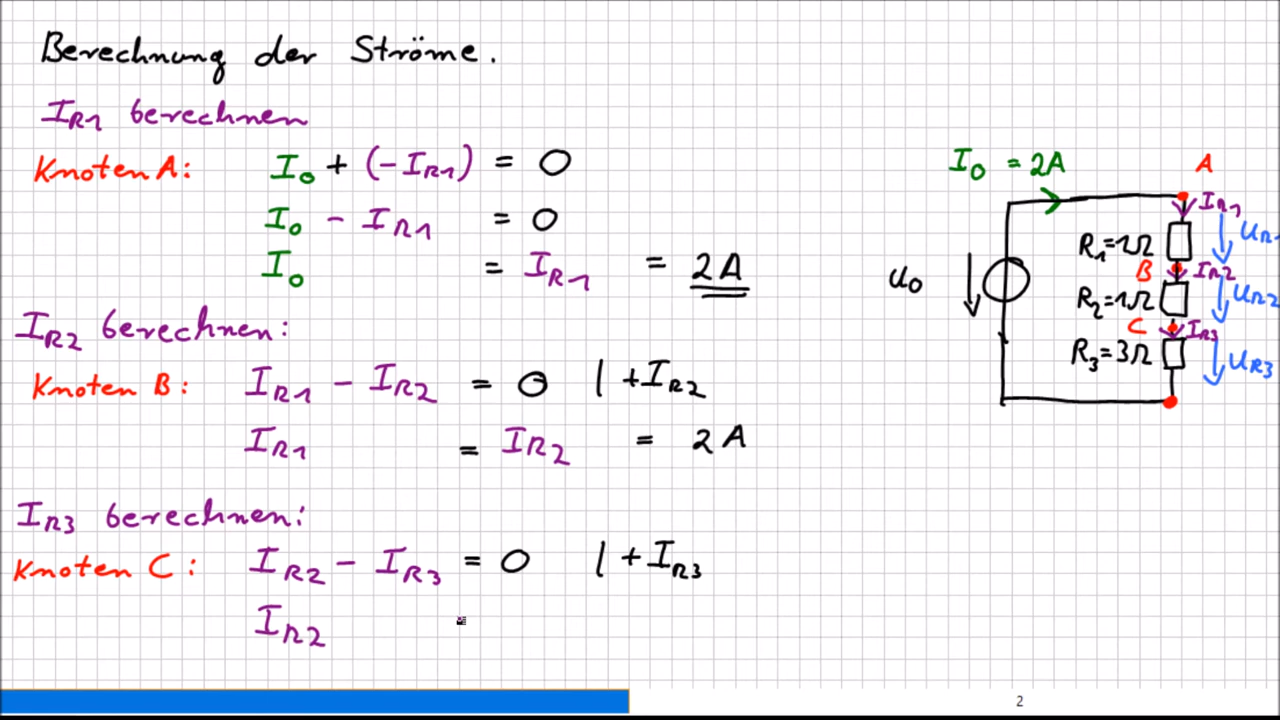 Berechnung der Ströme.
IR1 berechnen
Knoten A: I0 + (-IR1) = 0
I0 - IR1 = 0
I0 = IR1 = 2A
IR2 berechnen:
Knoten B: IR1 - IR2 = 0 | +IR2
IR1 = IR2 = 2 A
IR3 berechnen:
Knoten C: IR2 - IR3 = 0 | + IR3
IR2
I0 = 2A A
IR1
R1=1Ω UR1
B IR2
U0
R2=1Ω UR2
C IR3
R3=3Ω UR3
2